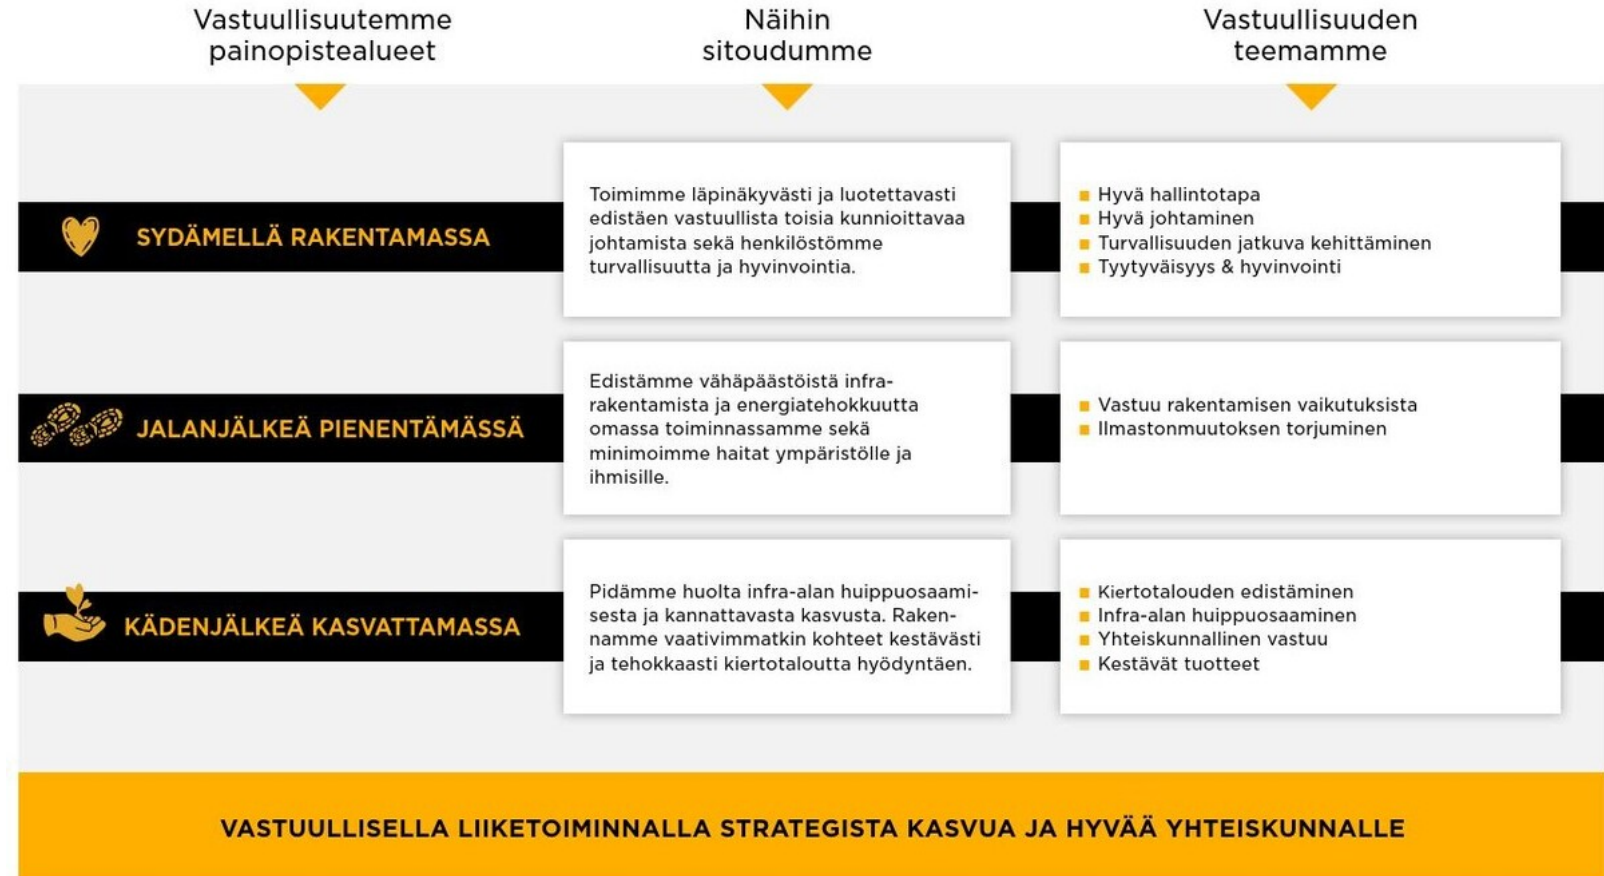 Vastuullisuutemme
painopistealueet
Näihin
sitoudumme
Vastuullisuuden
teemamme
SYDÄMELLÄ RAKENTAMASSA
Toimimme läpinäkyvästi ja luotettavasti
edistäen vastuullista toisia kunnioittavaa
johtamista sekä henkilöstömme
turvallisuutta ja hyvinvointia.
Hyvä hallintotapa
Hyvä johtaminen
Turvallisuuden jatkuva kehittäminen
Tyytyväisyys & hyvinvointi
JALANJÄLKEÄ PIENENTÄMÄSSÄ
Edistämme vähäpäästöistä infra-
rakentamista ja energiatehokkuutta
omassa toiminnassamme sekä
minimoimme haitat ympäristölle ja
ihmisille.
Vastuu rakentamisen vaikutuksista
Ilmastonmuutoksen torjuminen
KÄDENJÄLKEÄ KASVATTAMASSA
Pidämme huolta infra-alan huippuosaami-
sesta ja kannattavasta kasvusta. Raken-
namme vaativimmatkin kohteet kestävästi
ja tehokkaasti kiertotaloutta hyödyntäen.
Kiertotalouden edistäminen
Infra-alan huippuosaaminen
Yhteiskunnallinen vastuu
Kestävät tuotteet
VASTUULLISELLA LIIKETOIMINNALLA STRATEGISTA KASVUA JA HYVÄÄ YHTEISKUNNALLE